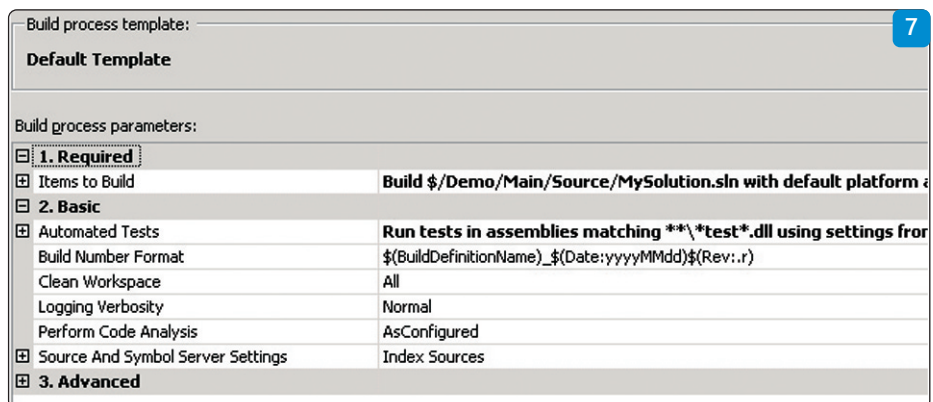 Build process template:
7
Default Template
Build process parameters:
1. Required
Items to Build Build $/Demo/Main/Source/MySolution.sln with default platform
2. Basic
Automated Tests Run tests in assemblies matching **\*test*.dll using settings
Build Number Format $(BuildDefinitionName)_$(Date:yyyyMMdd)$(Rev:.r)
Clean Workspace All
Logging Verbosity Normal
Perform Code Analysis AsConfigured
Source And Symbol Server Settings Index Sources
3. Advanced